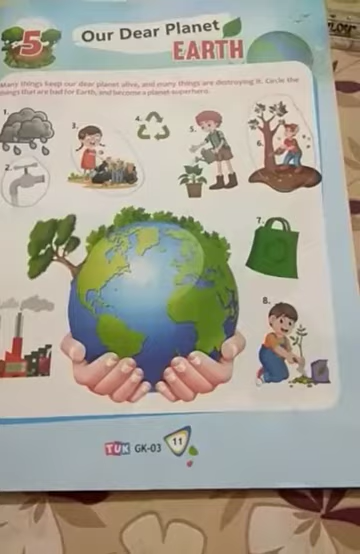 5
Our Dear Planet
EARTH
Many things keep our dear planet alive, and many things are destroying it. Circle the
things that are bad for Earth, and become a planet superhero.
1.
2.
3.
4.
5.
6.
7.
8.
TUK GK-03 11